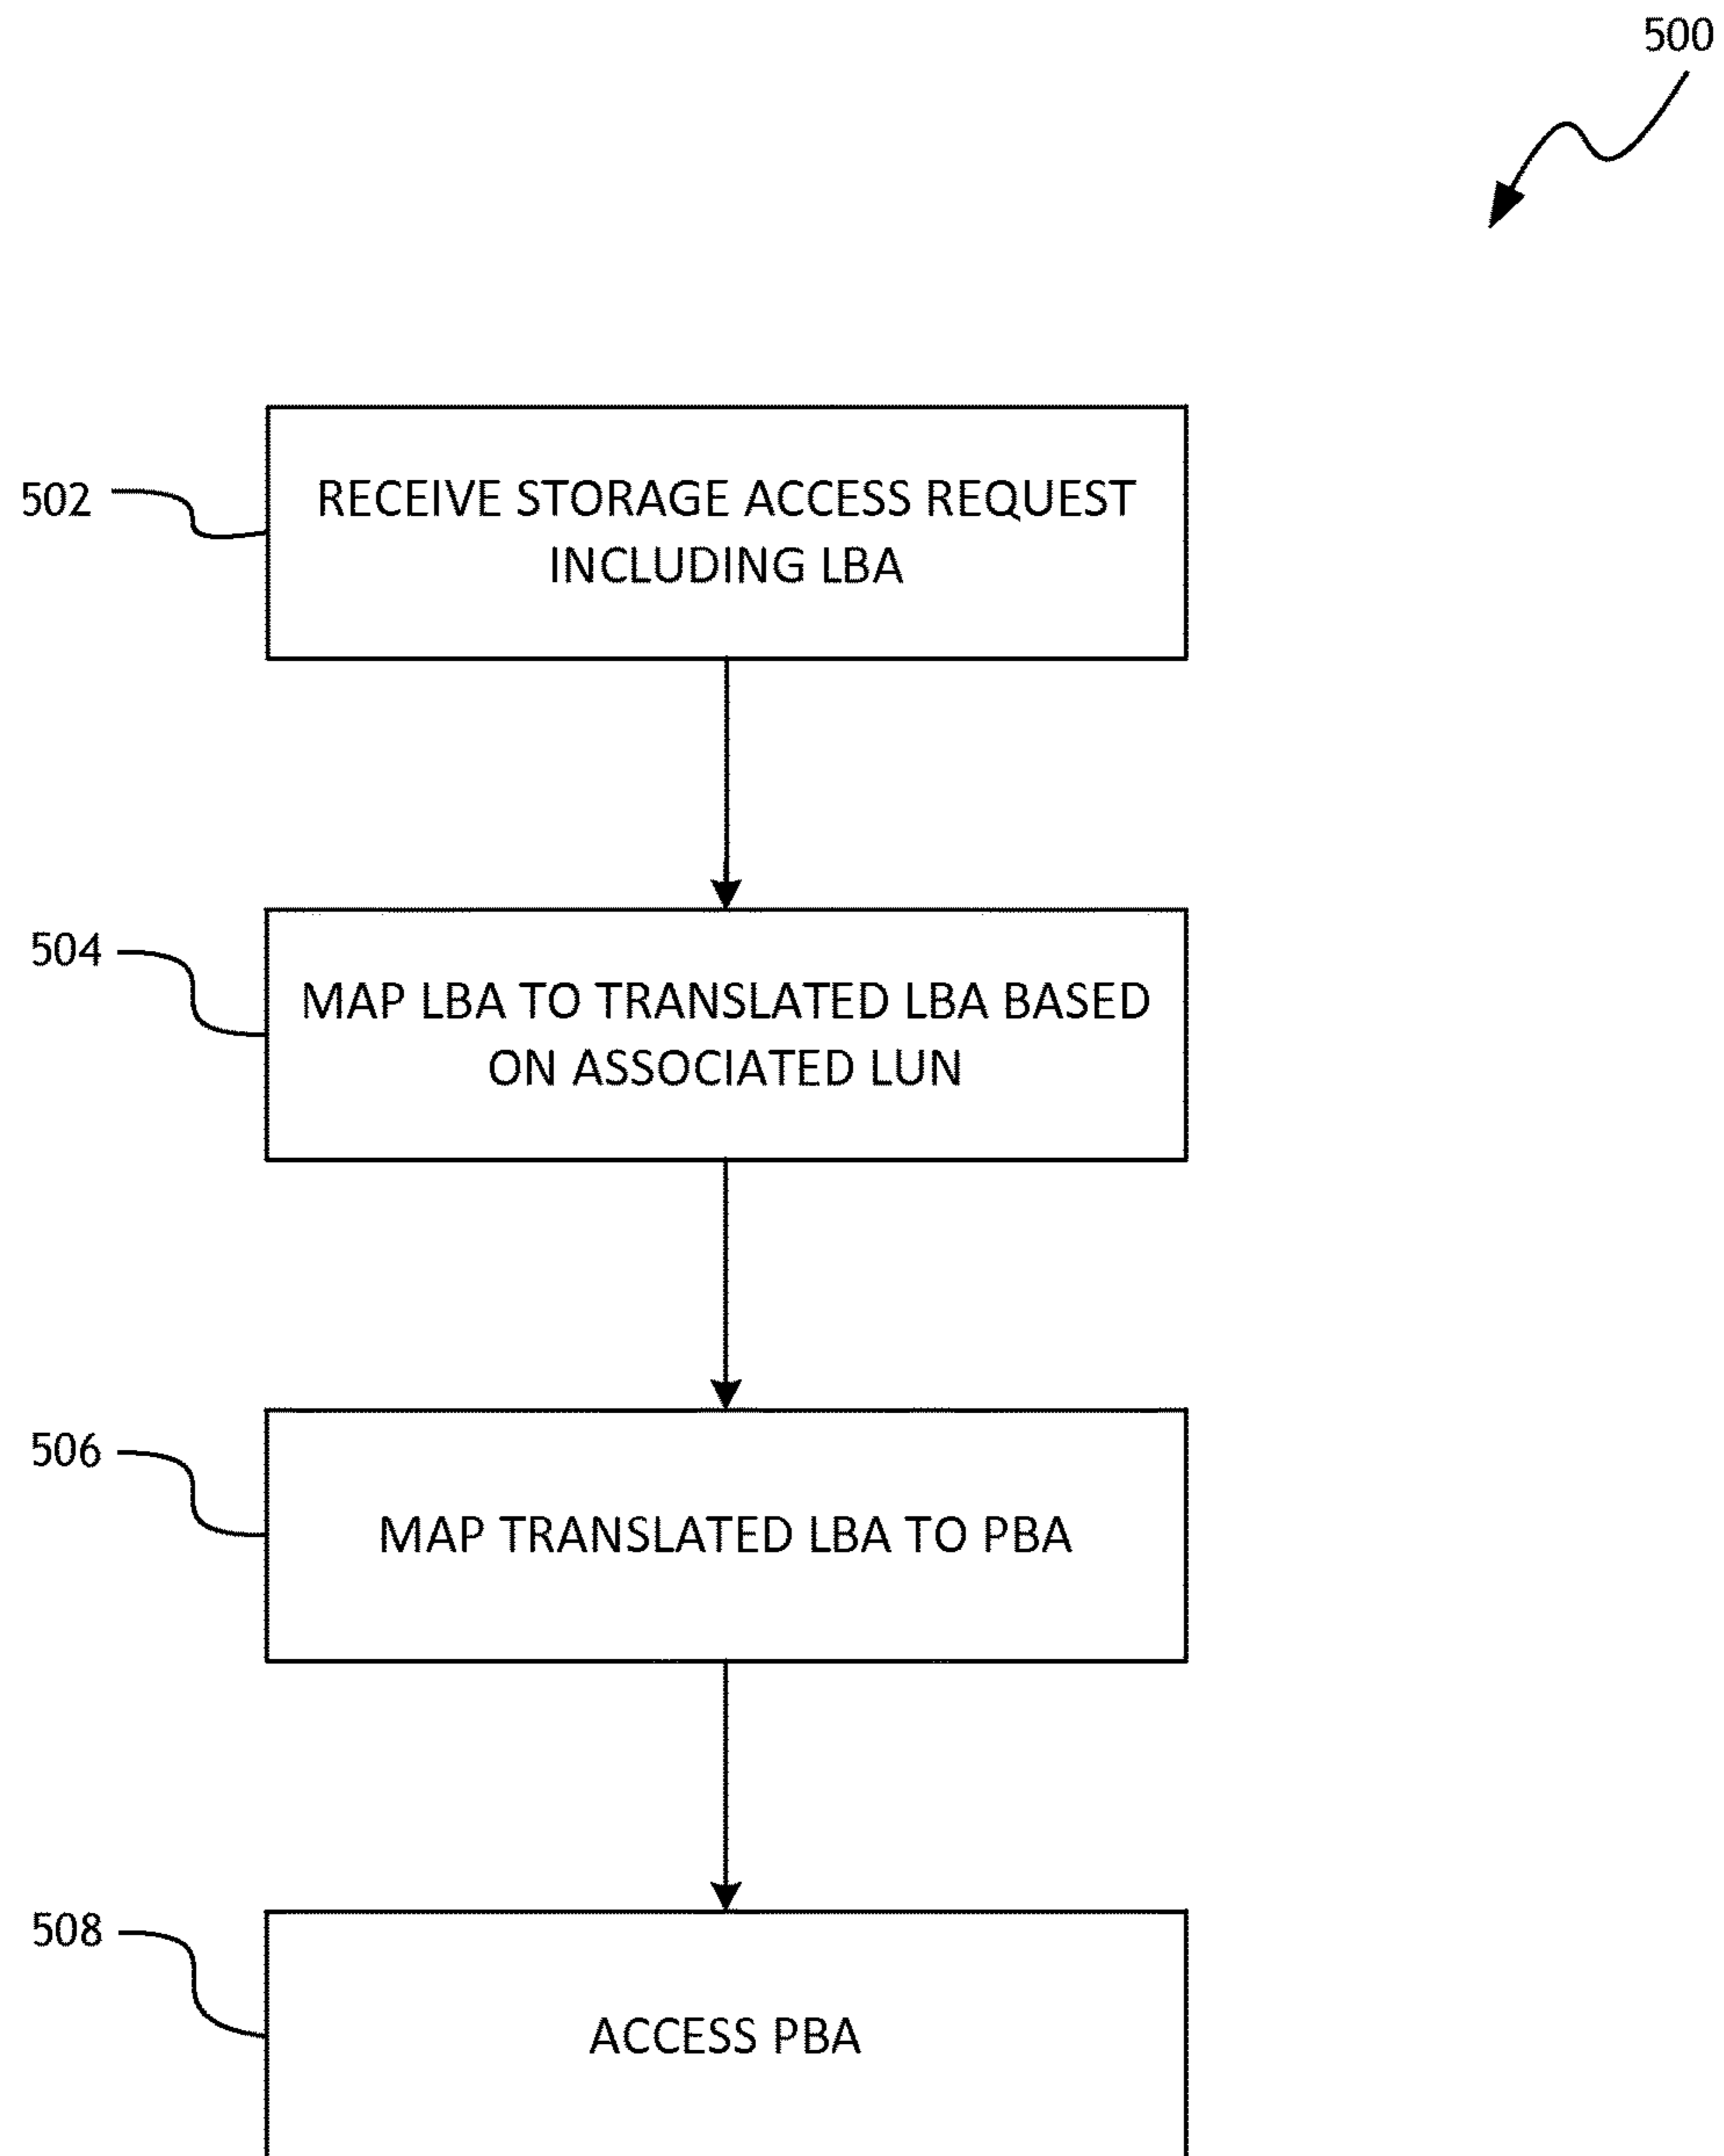 500
502
RECEIVE STORAGE ACCESS REQUEST
INCLUDING LBA
504
MAP LBA TO TRANSLATED LBA BASED
ON ASSOCIATED LUN
506
MAP TRANSLATED LBA TO PBA
508
ACCESS PBA